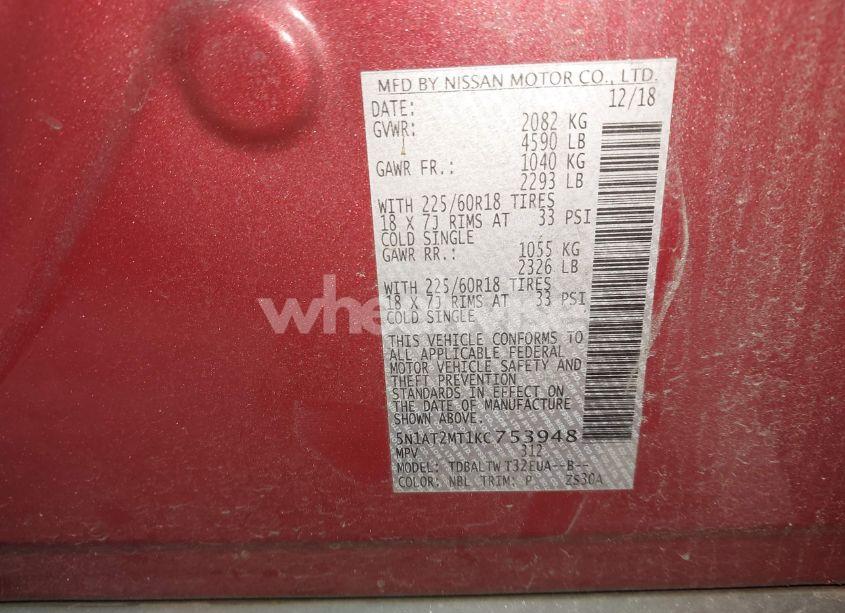 MFD BY NISSAN MOTOR CO., LTD.
DATE: 12/18
GVWR: 2082 KG
4590 LB
GAWR FR.: 1040 KG
2293 LB
WITH 225/60R18 TIRES
18 X 7J RIMS AT 33 PSI
COLD SINGLE
GAWR RR.: 1055 KG
2326 LB
WITH 225/60R18 TIRES
18 X 7J RIMS AT 33 PSI
COLD SINGLE
THIS VEHICLE CONFORMS TO
ALL APPLICABLE FEDERAL
MOTOR VEHICLE SAFETY AND
THEFT PREVENTION
STANDARDS IN EFFECT ON
THE DATE OF MANUFACTURE
SHOWN ABOVE.
5N1AT2MT1KC753948
MPV 312
MODEL: TDBALTW T32EUA--B--
COLOR: NBL TRIM: P ZS30A